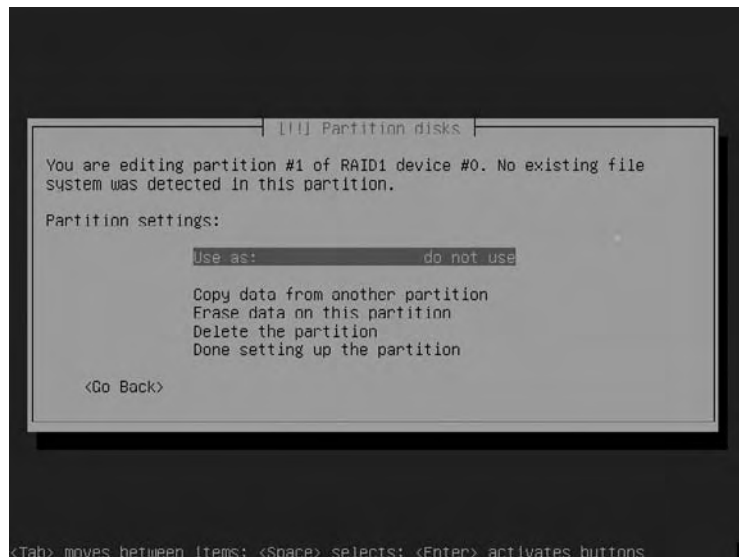 [!!] Partition disks
You are editing partition #1 of RAID1 device #0. No existing file
system was detected in this partition.
Partition settings:
Use as: do not use
Copy data from another partition
Erase data on this partition
Delete the partition
Done setting up the partition
<Go Back>
<Tab> moves between items; <Space> selects; <Enter> activates buttons